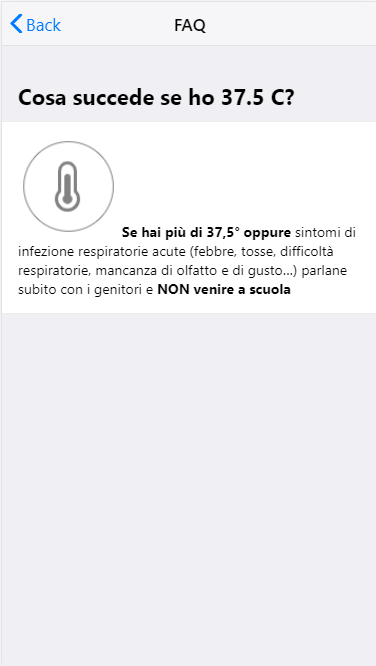 Back
FAQ
Cosa succede se ho 37.5 C?
Se hai più di 37,5° oppure sintomi di
infezione respiratorie acute (febbre, tosse, difficoltà
respiratorie, mancanza di olfatto e di gusto...) parlane
subito con i genitori e NON venire a scuola